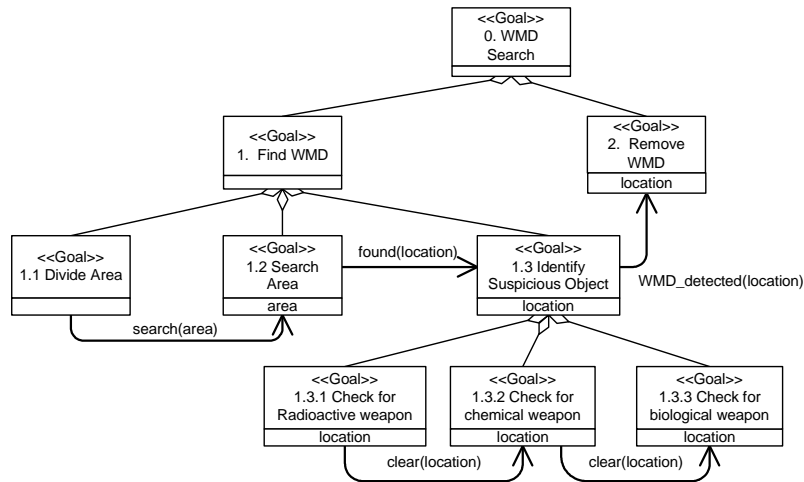 <<Goal>>
0. WMD
Search
<<Goal>>
1. Find WMD
<<Goal>>
2. Remove
WMD
location
<<Goal>>
1.1 Divide Area
<<Goal>>
1.2 Search
Area
area
found(location)
<<Goal>>
1.3 Identify
Suspicious Object
location
WMD_detected(location)
search(area)
<<Goal>>
1.3.1 Check for
Radioactive weapon
location
<<Goal>>
1.3.2 Check for
chemical weapon
location
<<Goal>>
1.3.3 Check for
biological weapon
location
clear(location)
clear(location)